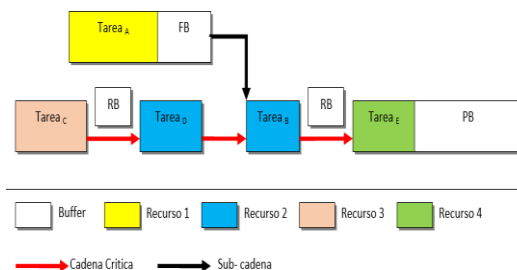 Tarea A
FB
Tarea C
RB
Tarea D
Tarea B
RB
Tarea E
PB
Buffer
Recurso 1
Recurso 2
Recurso 3
Recurso 4
Cadena Critica
Sub- cadena